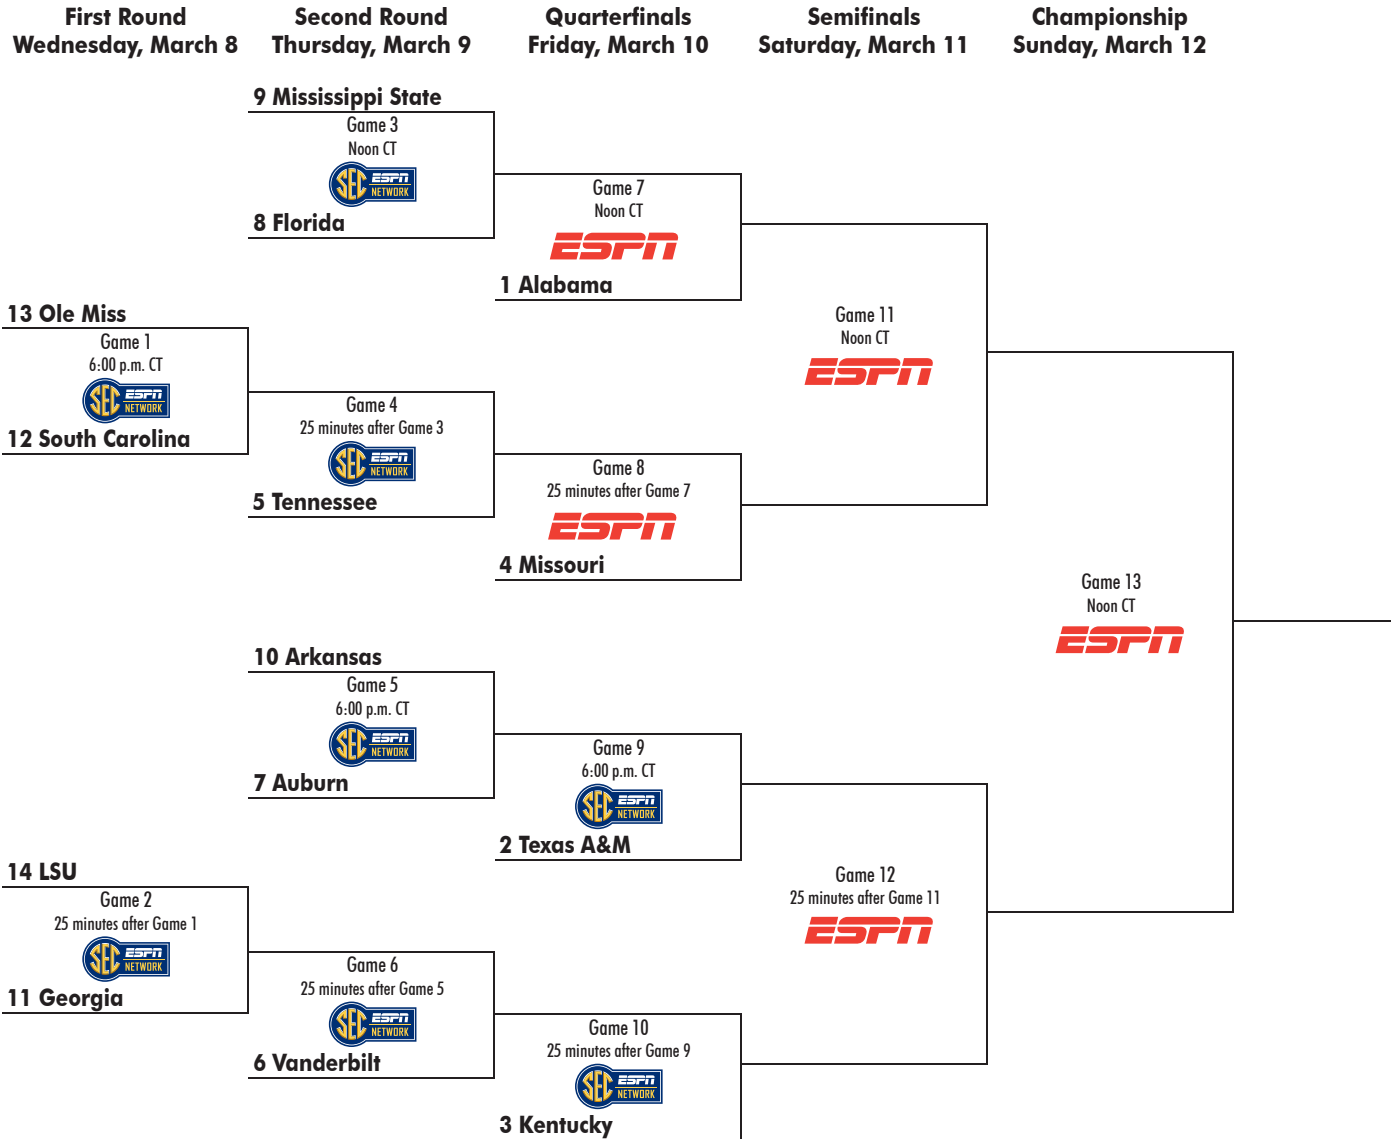 First Round
Wednesday, March 8
Second Round
Thursday, March 9
Quarterfinals
Friday, March 10
Semifinals
Saturday, March 11
Championship
Sunday, March 12
9 Mississippi State
Game 3
Noon CT
SEC ESPN NETWORK
8 Florida
Game 7
Noon CT
ESPN
1 Alabama
13 Ole Miss
Game 1
6:00 p.m. CT
SEC ESPN NETWORK
12 South Carolina
Game 4
25 minutes after Game 3
SEC ESPN NETWORK
5 Tennessee
Game 8
25 minutes after Game 7
ESPN
4 Missouri
Game 11
Noon CT
ESPN
Game 13
Noon CT
ESPN
10 Arkansas
Game 5
6:00 p.m. CT
SEC ESPN NETWORK
7 Auburn
Game 9
6:00 p.m. CT
SEC ESPN NETWORK
2 Texas A&M
14 LSU
Game 2
25 minutes after Game 1
SEC ESPN NETWORK
11 Georgia
Game 6
25 minutes after Game 5
SEC ESPN NETWORK
6 Vanderbilt
Game 10
25 minutes after Game 9
SEC ESPN NETWORK
3 Kentucky
Game 12
25 minutes after Game 11
ESPN